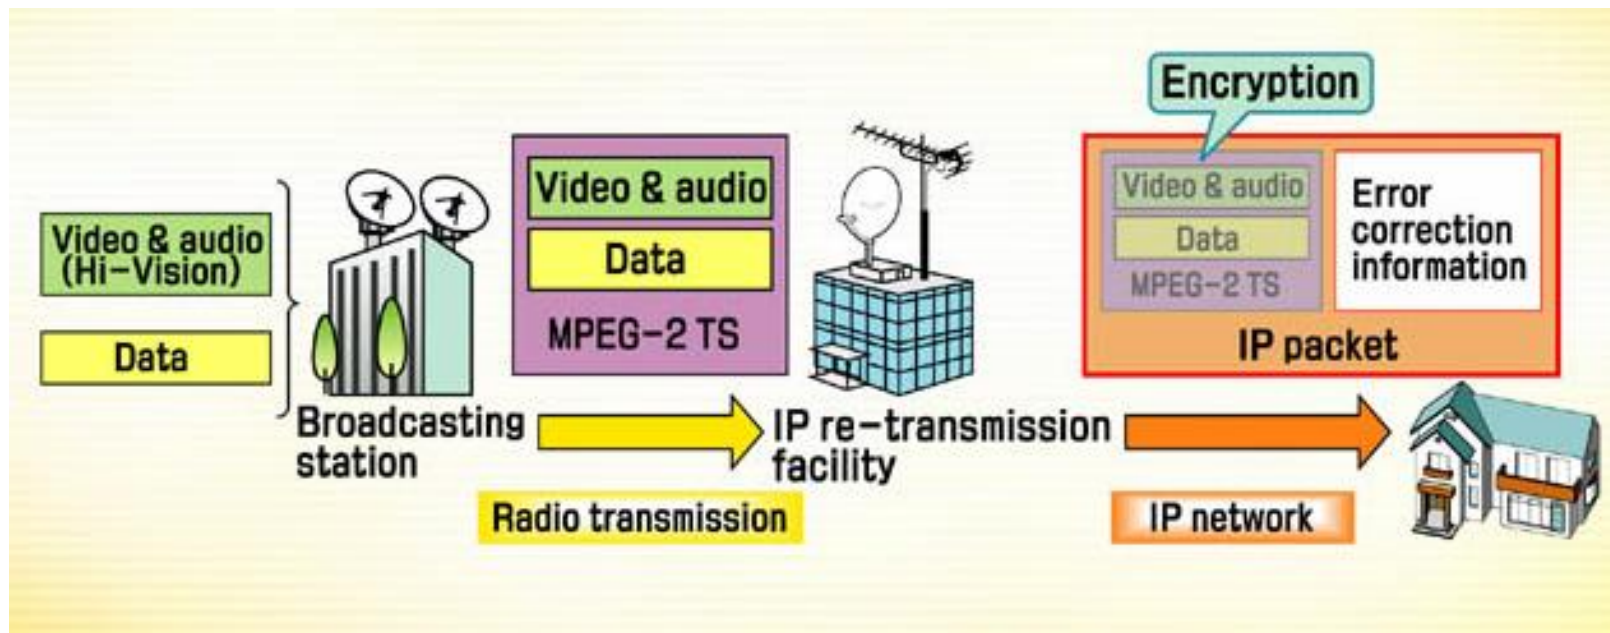 Video & audio
(Hi-Vision)
Data
Broadcasting
station
Video & audio
Data
MPEG-2 TS
Radio transmission
IP re-transmission
facility
Encryption
Video & audio
Data
MPEG-2 TS
Error
correction
information
IP packet
IP network